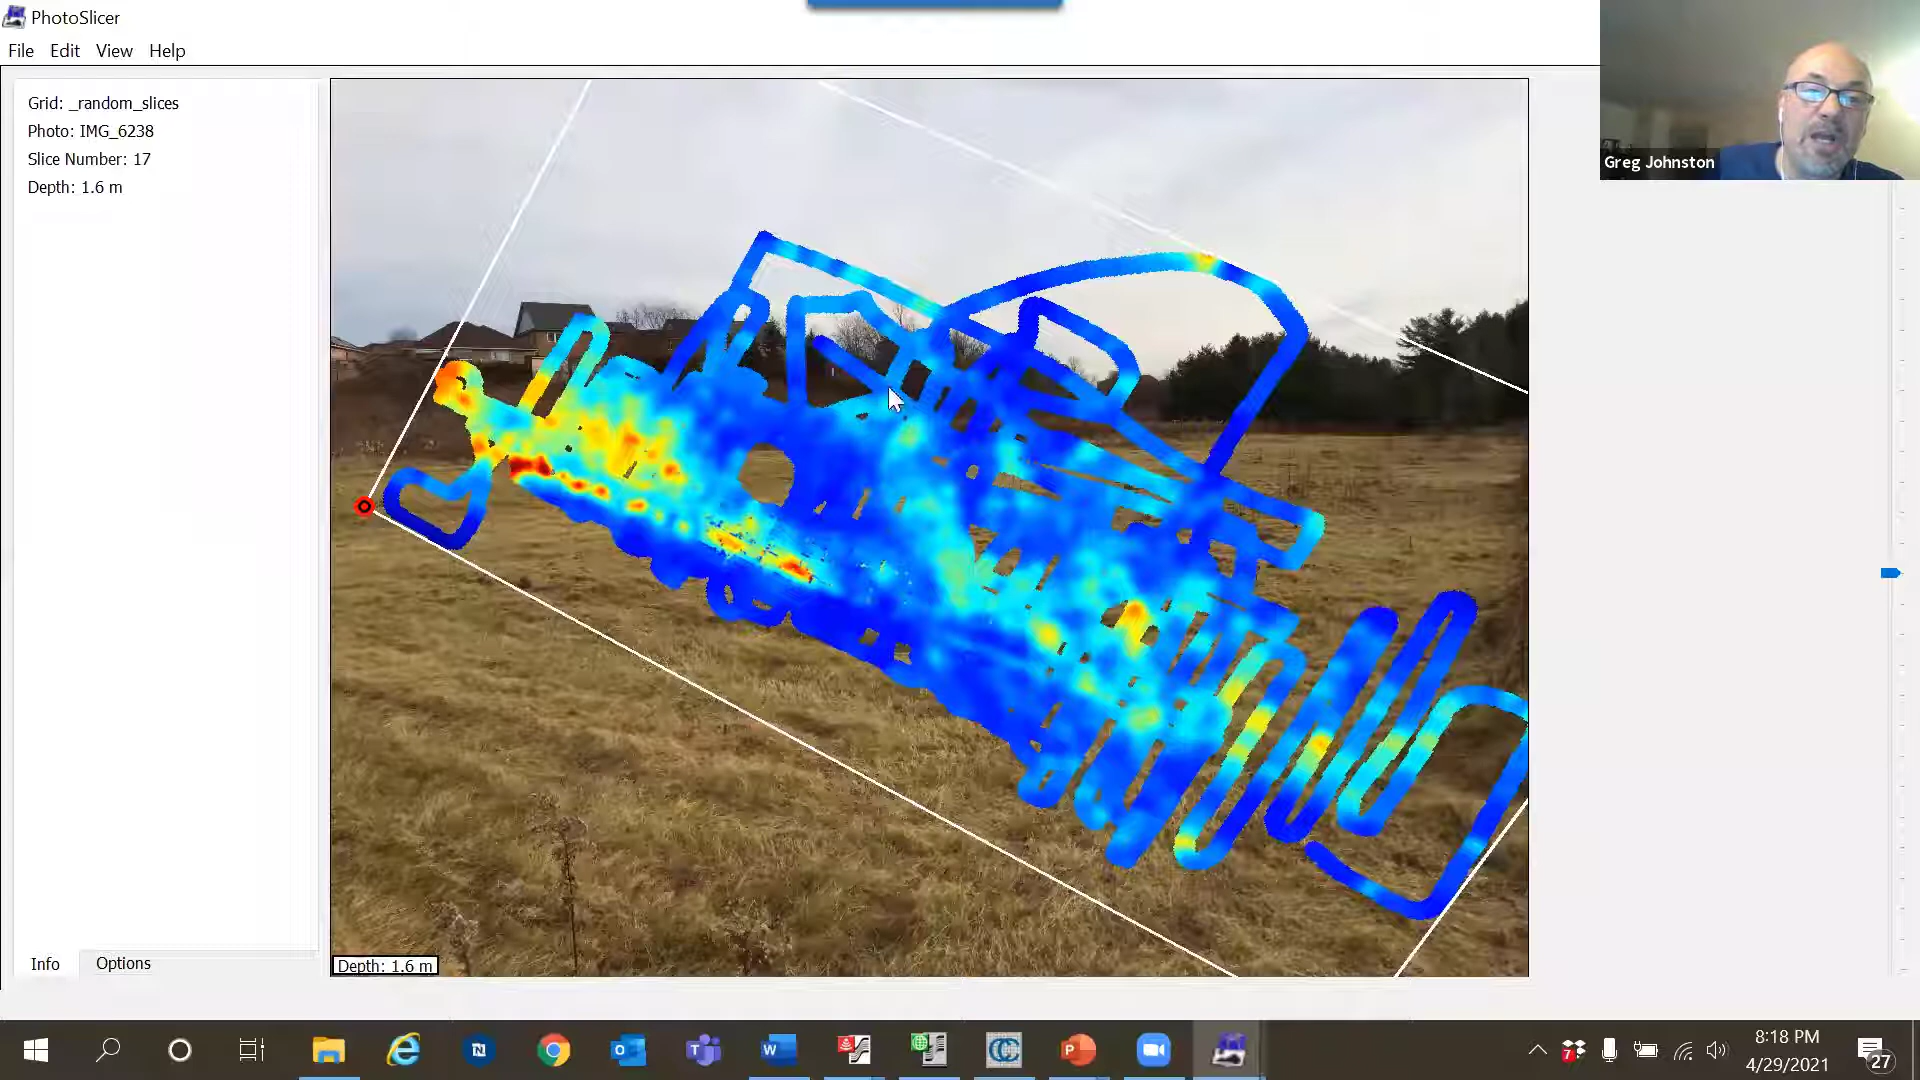 PhotoSlicer
File Edit View Help
Grid: _random_slices
Photo: IMG_6238
Slice Number: 17
Depth: 1.6 m
Greg Johnston
Depth: 1.6 m
Info Options
N
O
T
W
P
7
8:18 PM
4/29/2021
27